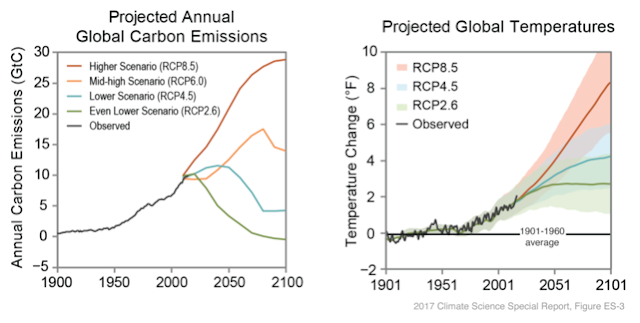 Projected Annual
Global Carbon Emissions
Annual Carbon Emissions (GtC)
30
25
20
15
10
5
0
−5
Higher Scenario (RCP8.5)
Mid-high Scenario (RCP6.0)
Lower Scenario (RCP4.5)
Even Lower Scenario (RCP2.6)
Observed
1900
1950
2000
2050
2100
Projected Global Temperatures
Temperature Change (°F)
10
8
6
4
2
0
−2
RCP8.5
RCP4.5
RCP2.6
Observed
1901-1960
average
1901
1951
2001
2051
2101
2017 Climate Science Special Report, Figure ES-3